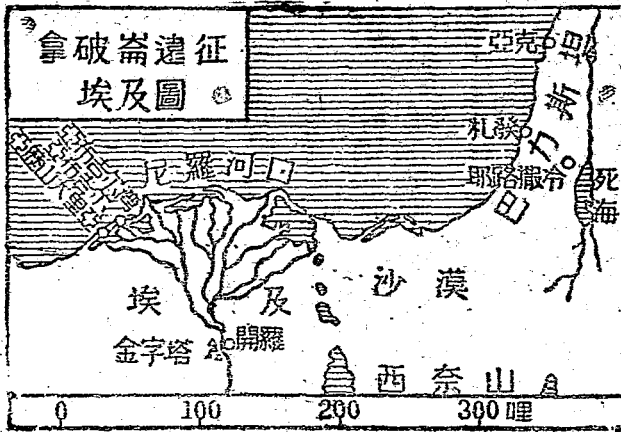 拿破崙遠征
埃及圖
亞克
巴力斯坦
札發
耶路撒冷
死海
尼羅河口
埃及
沙漠
開羅
金字塔
西奈山
0 100 200 300哩